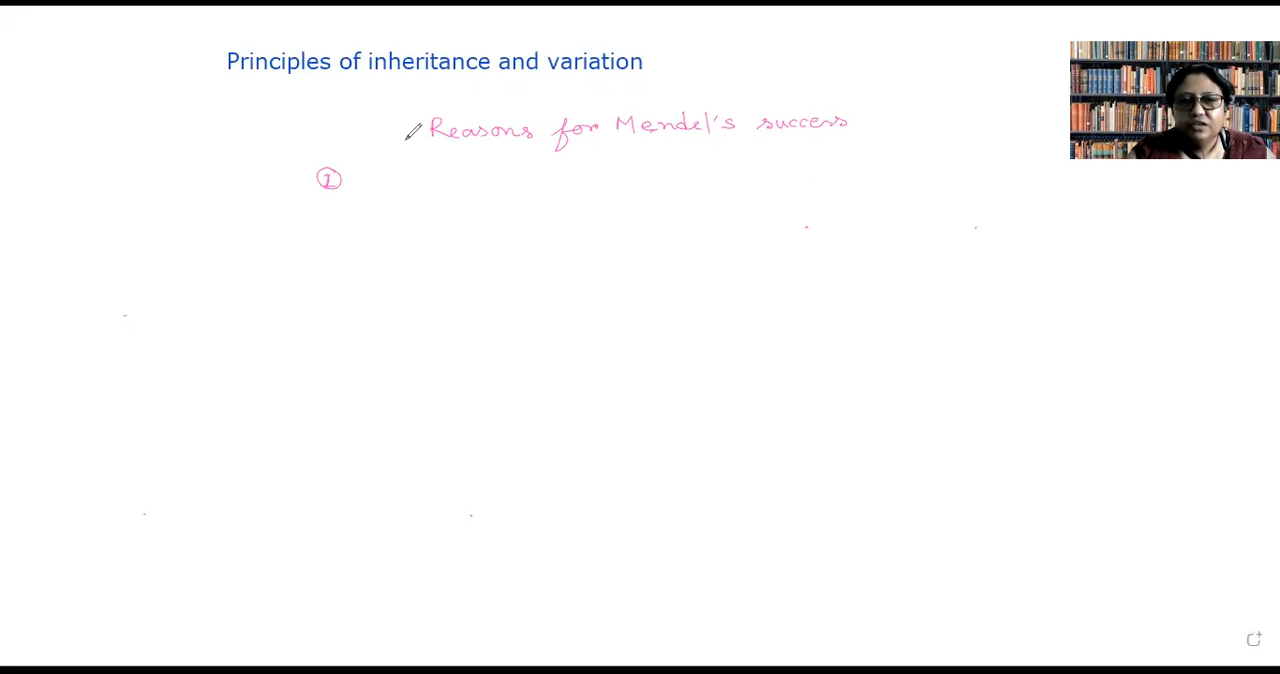 Principles of inheritance and variation
Reasons for Mendel's success
1